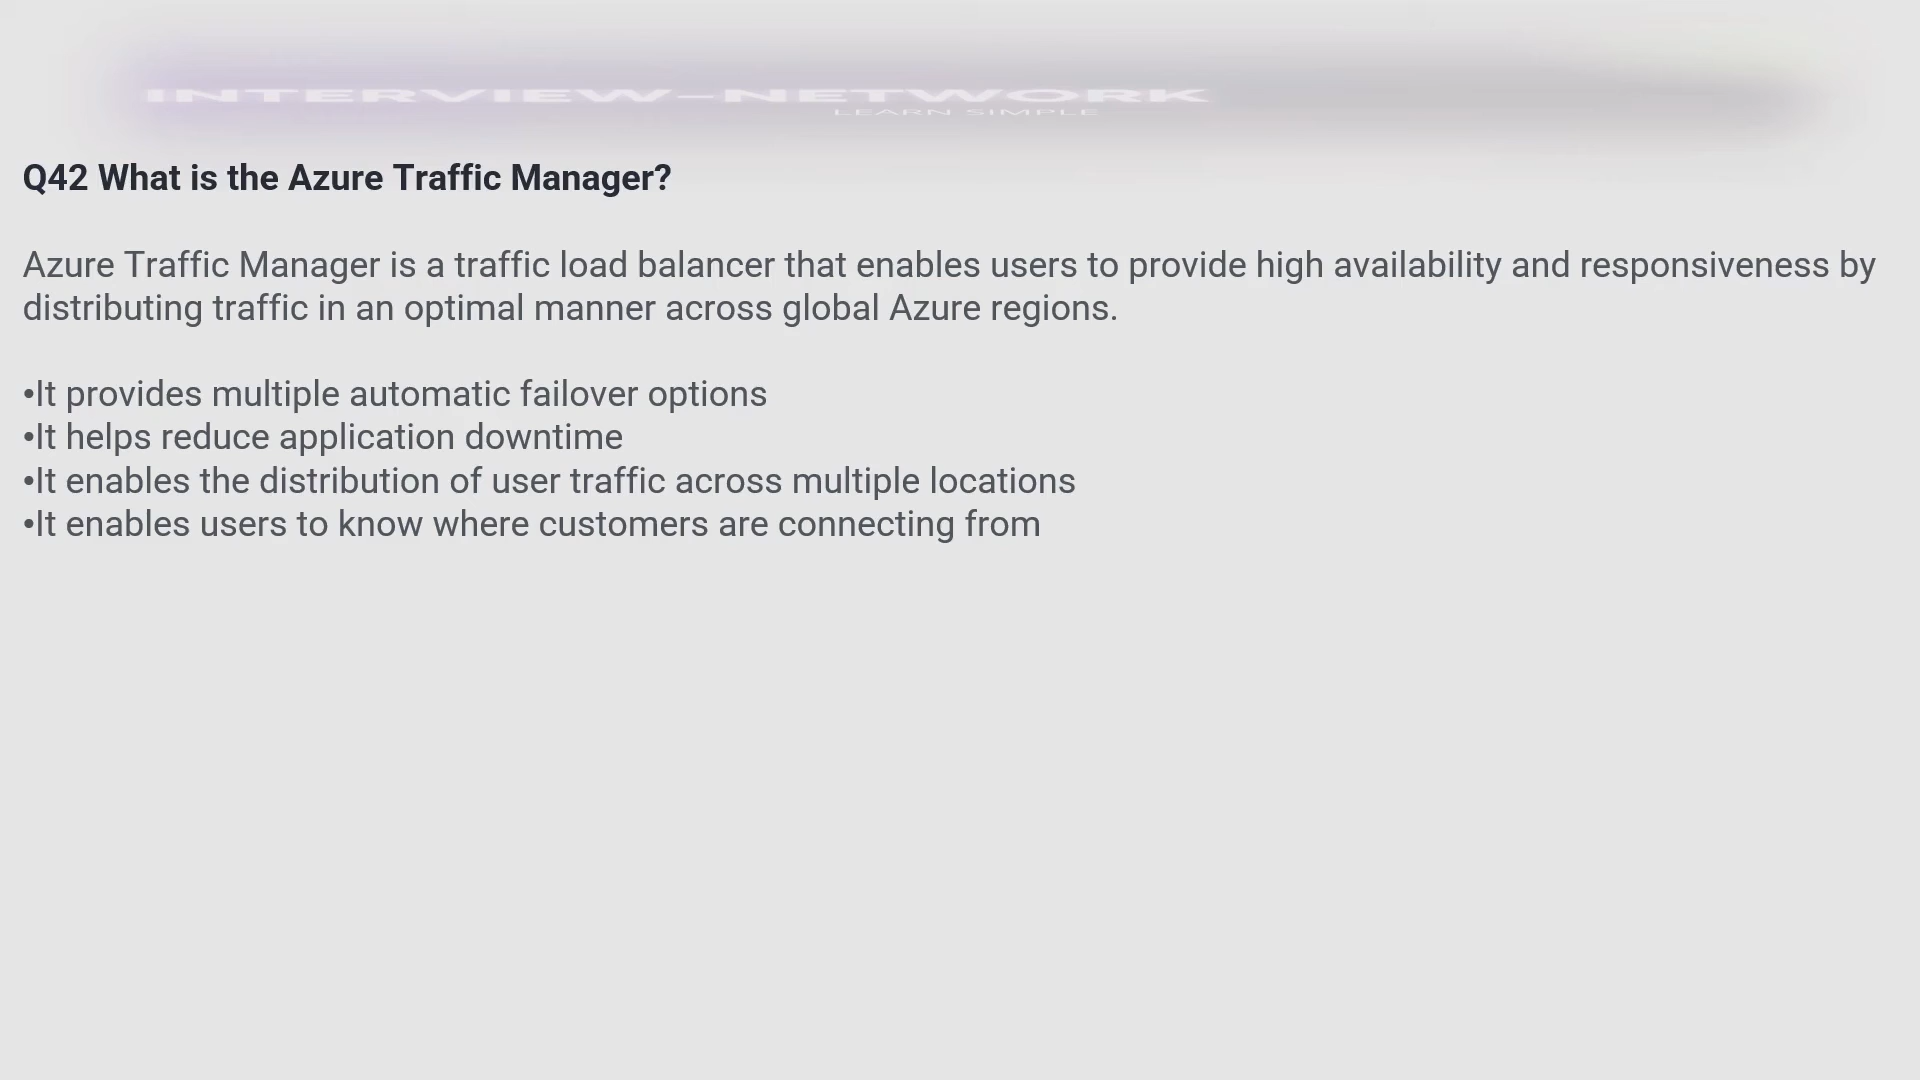 INTERVIEW-NETWORK
LEARN SIMPLE
Q42 What is the Azure Traffic Manager?
Azure Traffic Manager is a traffic load balancer that enables users to provide high availability and responsiveness by
distributing traffic in an optimal manner across global Azure regions.
•It provides multiple automatic failover options
•It helps reduce application downtime
•It enables the distribution of user traffic across multiple locations
•It enables users to know where customers are connecting from